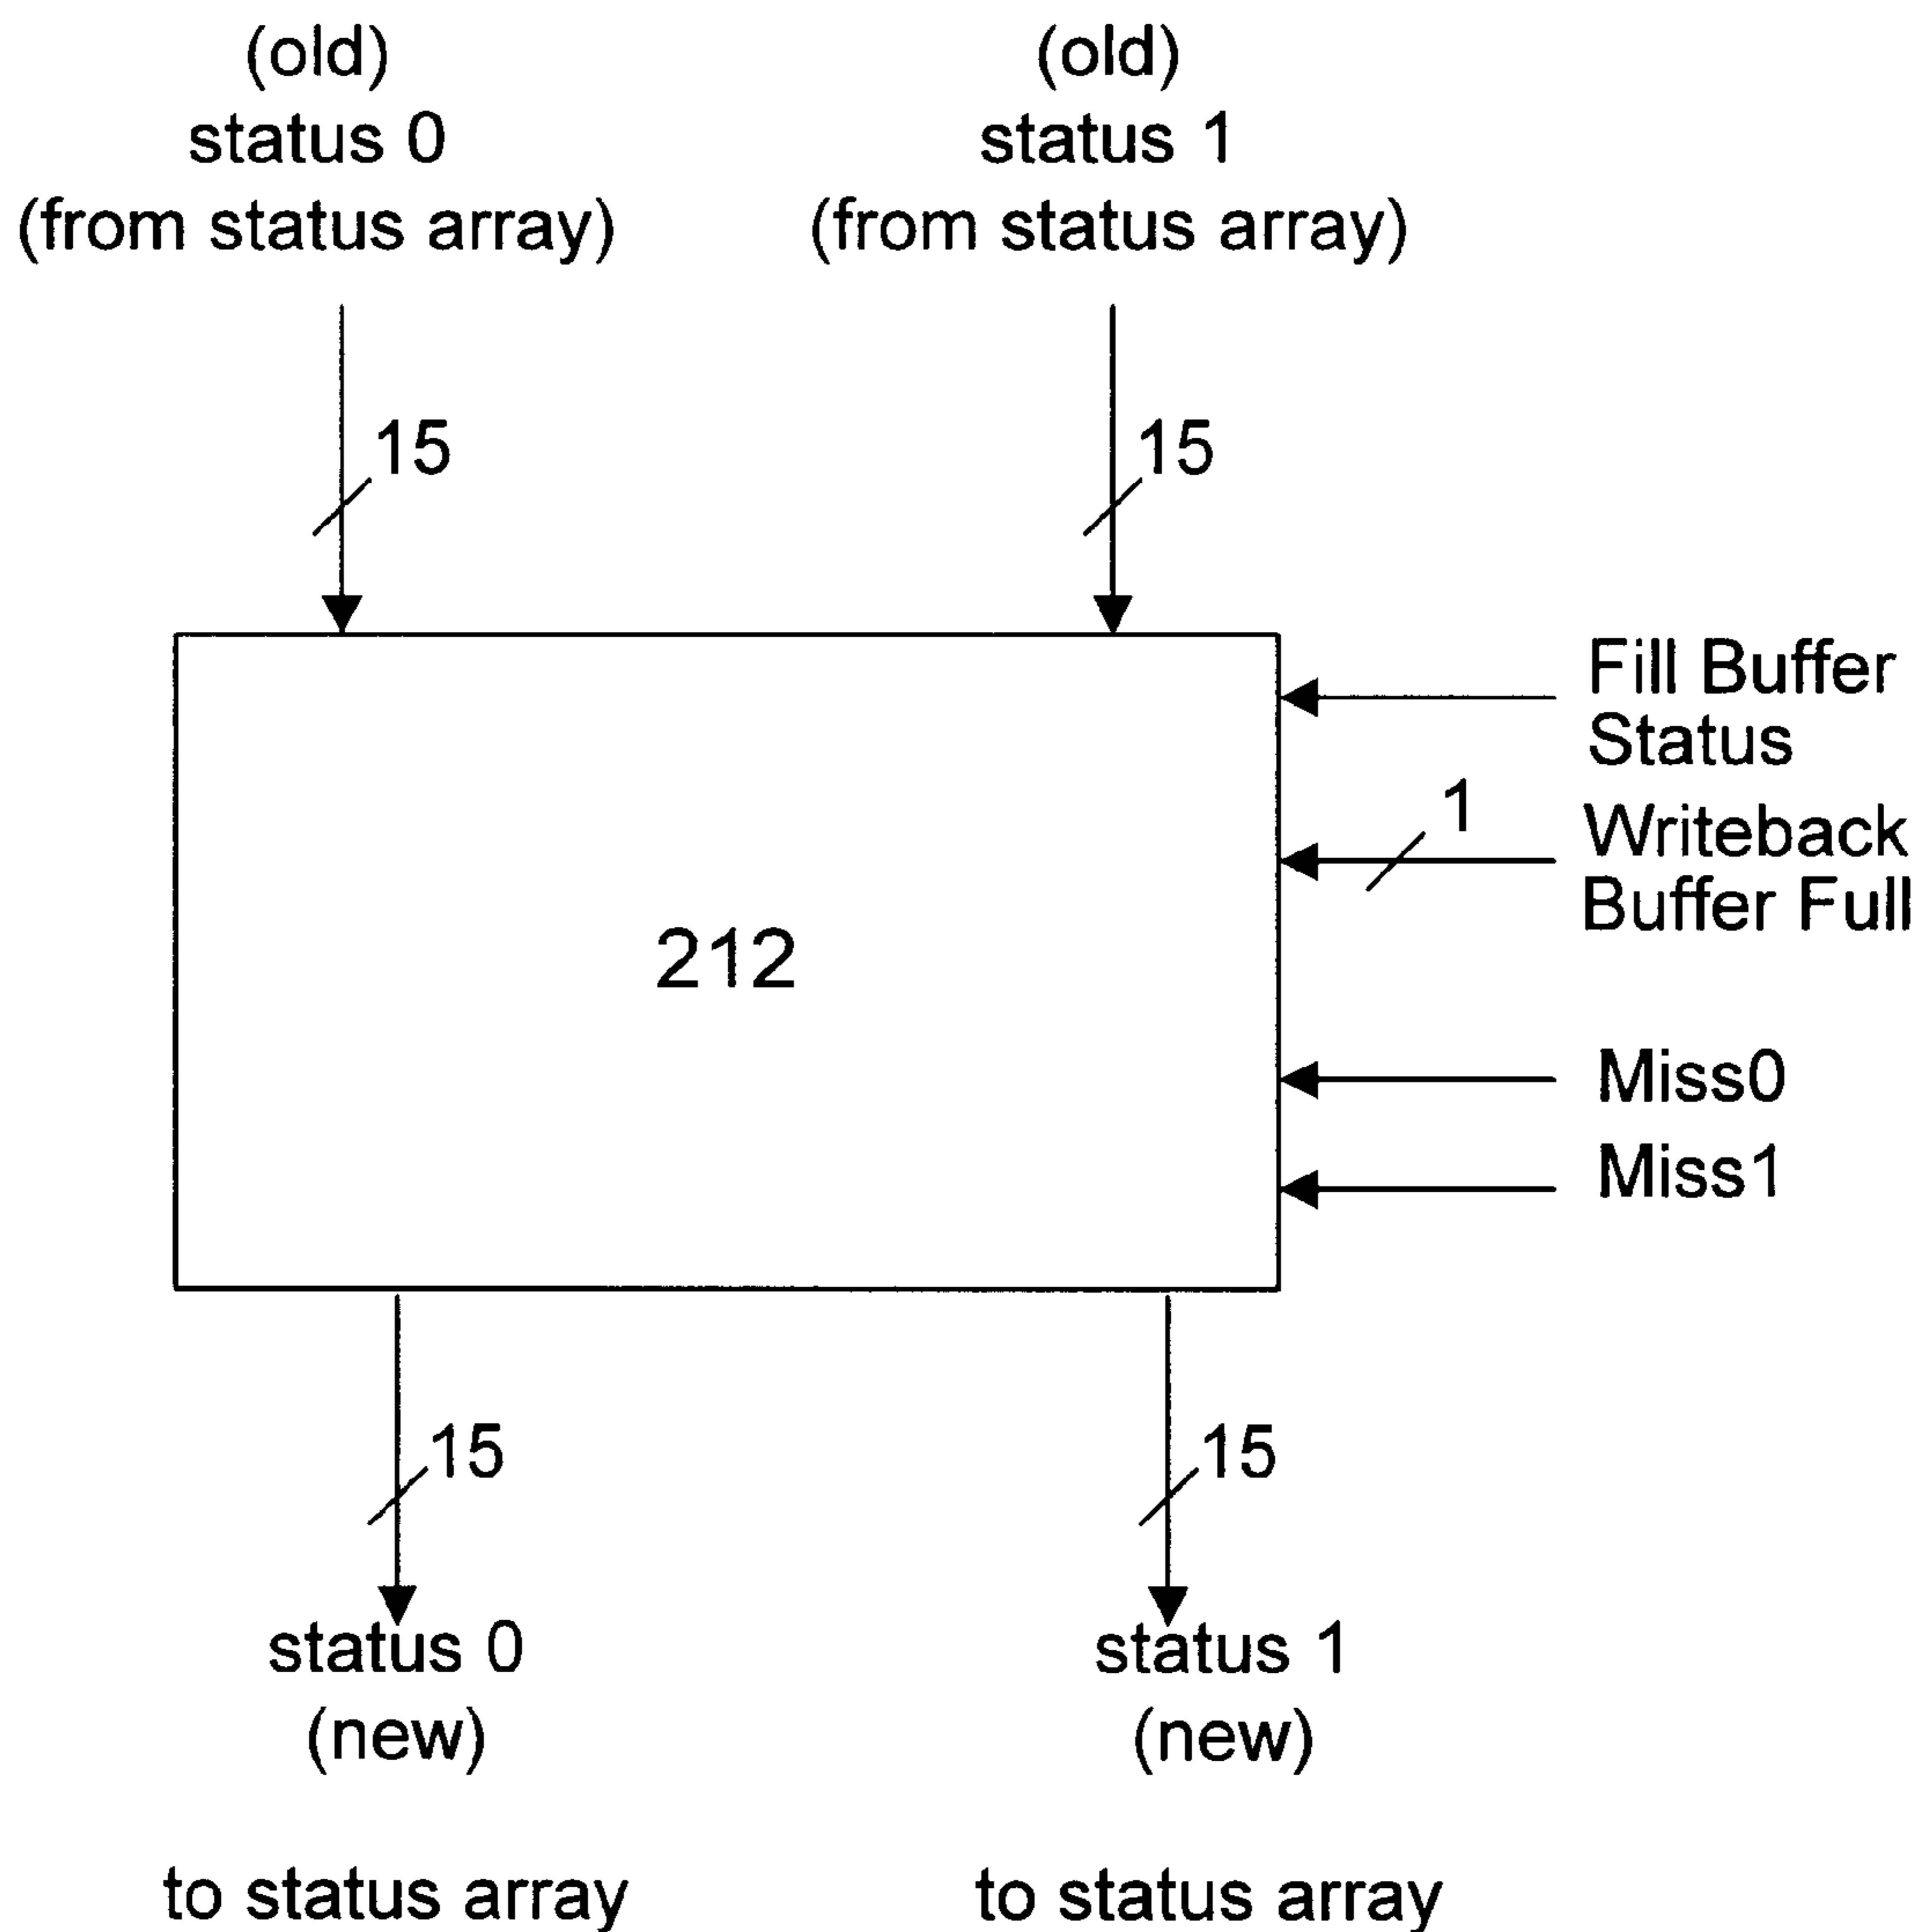 (old)
status 0
(from status array)
(old)
status 1
(from status array)
15
15
Fill Buffer
Status
1
Writeback
Buffer Full
212
Miss0
Miss1
15
15
status 0
(new)
status 1
(new)
to status array
to status array